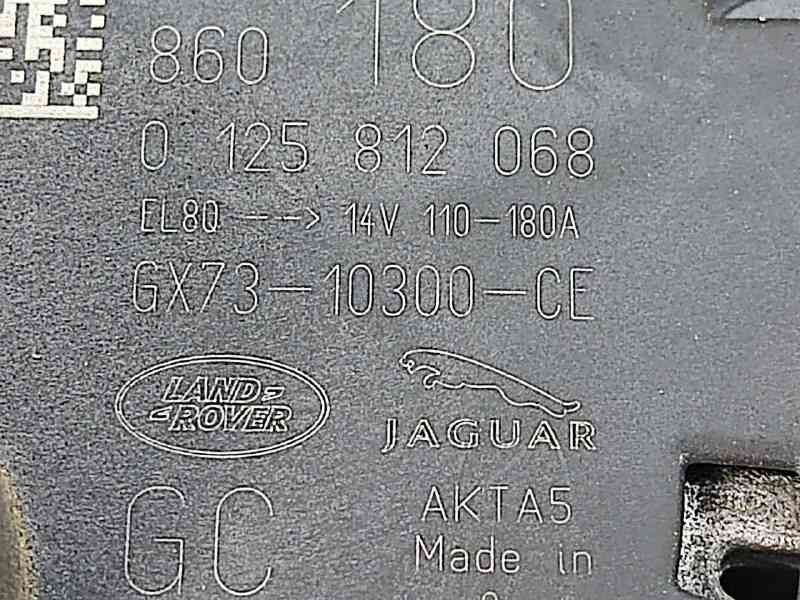 860 180
0 125 812 068
EL8Q --> 14V 110-180A
GX73-10300-CE
LAND
ROVER
JAGUAR
GC AKTA5
Made in